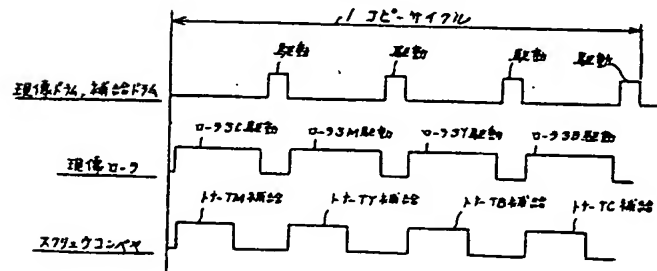 1 コピーサイクル
駆動 駆動 駆動 駆動
現像ドラム,補給ドラム
ローラ3C駆動 ローラ3M駆動 ローラ3Y駆動 ローラ3B駆動
現像ローラ
トナーTM補給 トナーTY補給 トナーTB補給 トナーTC補給
スクリュウコンベヤ